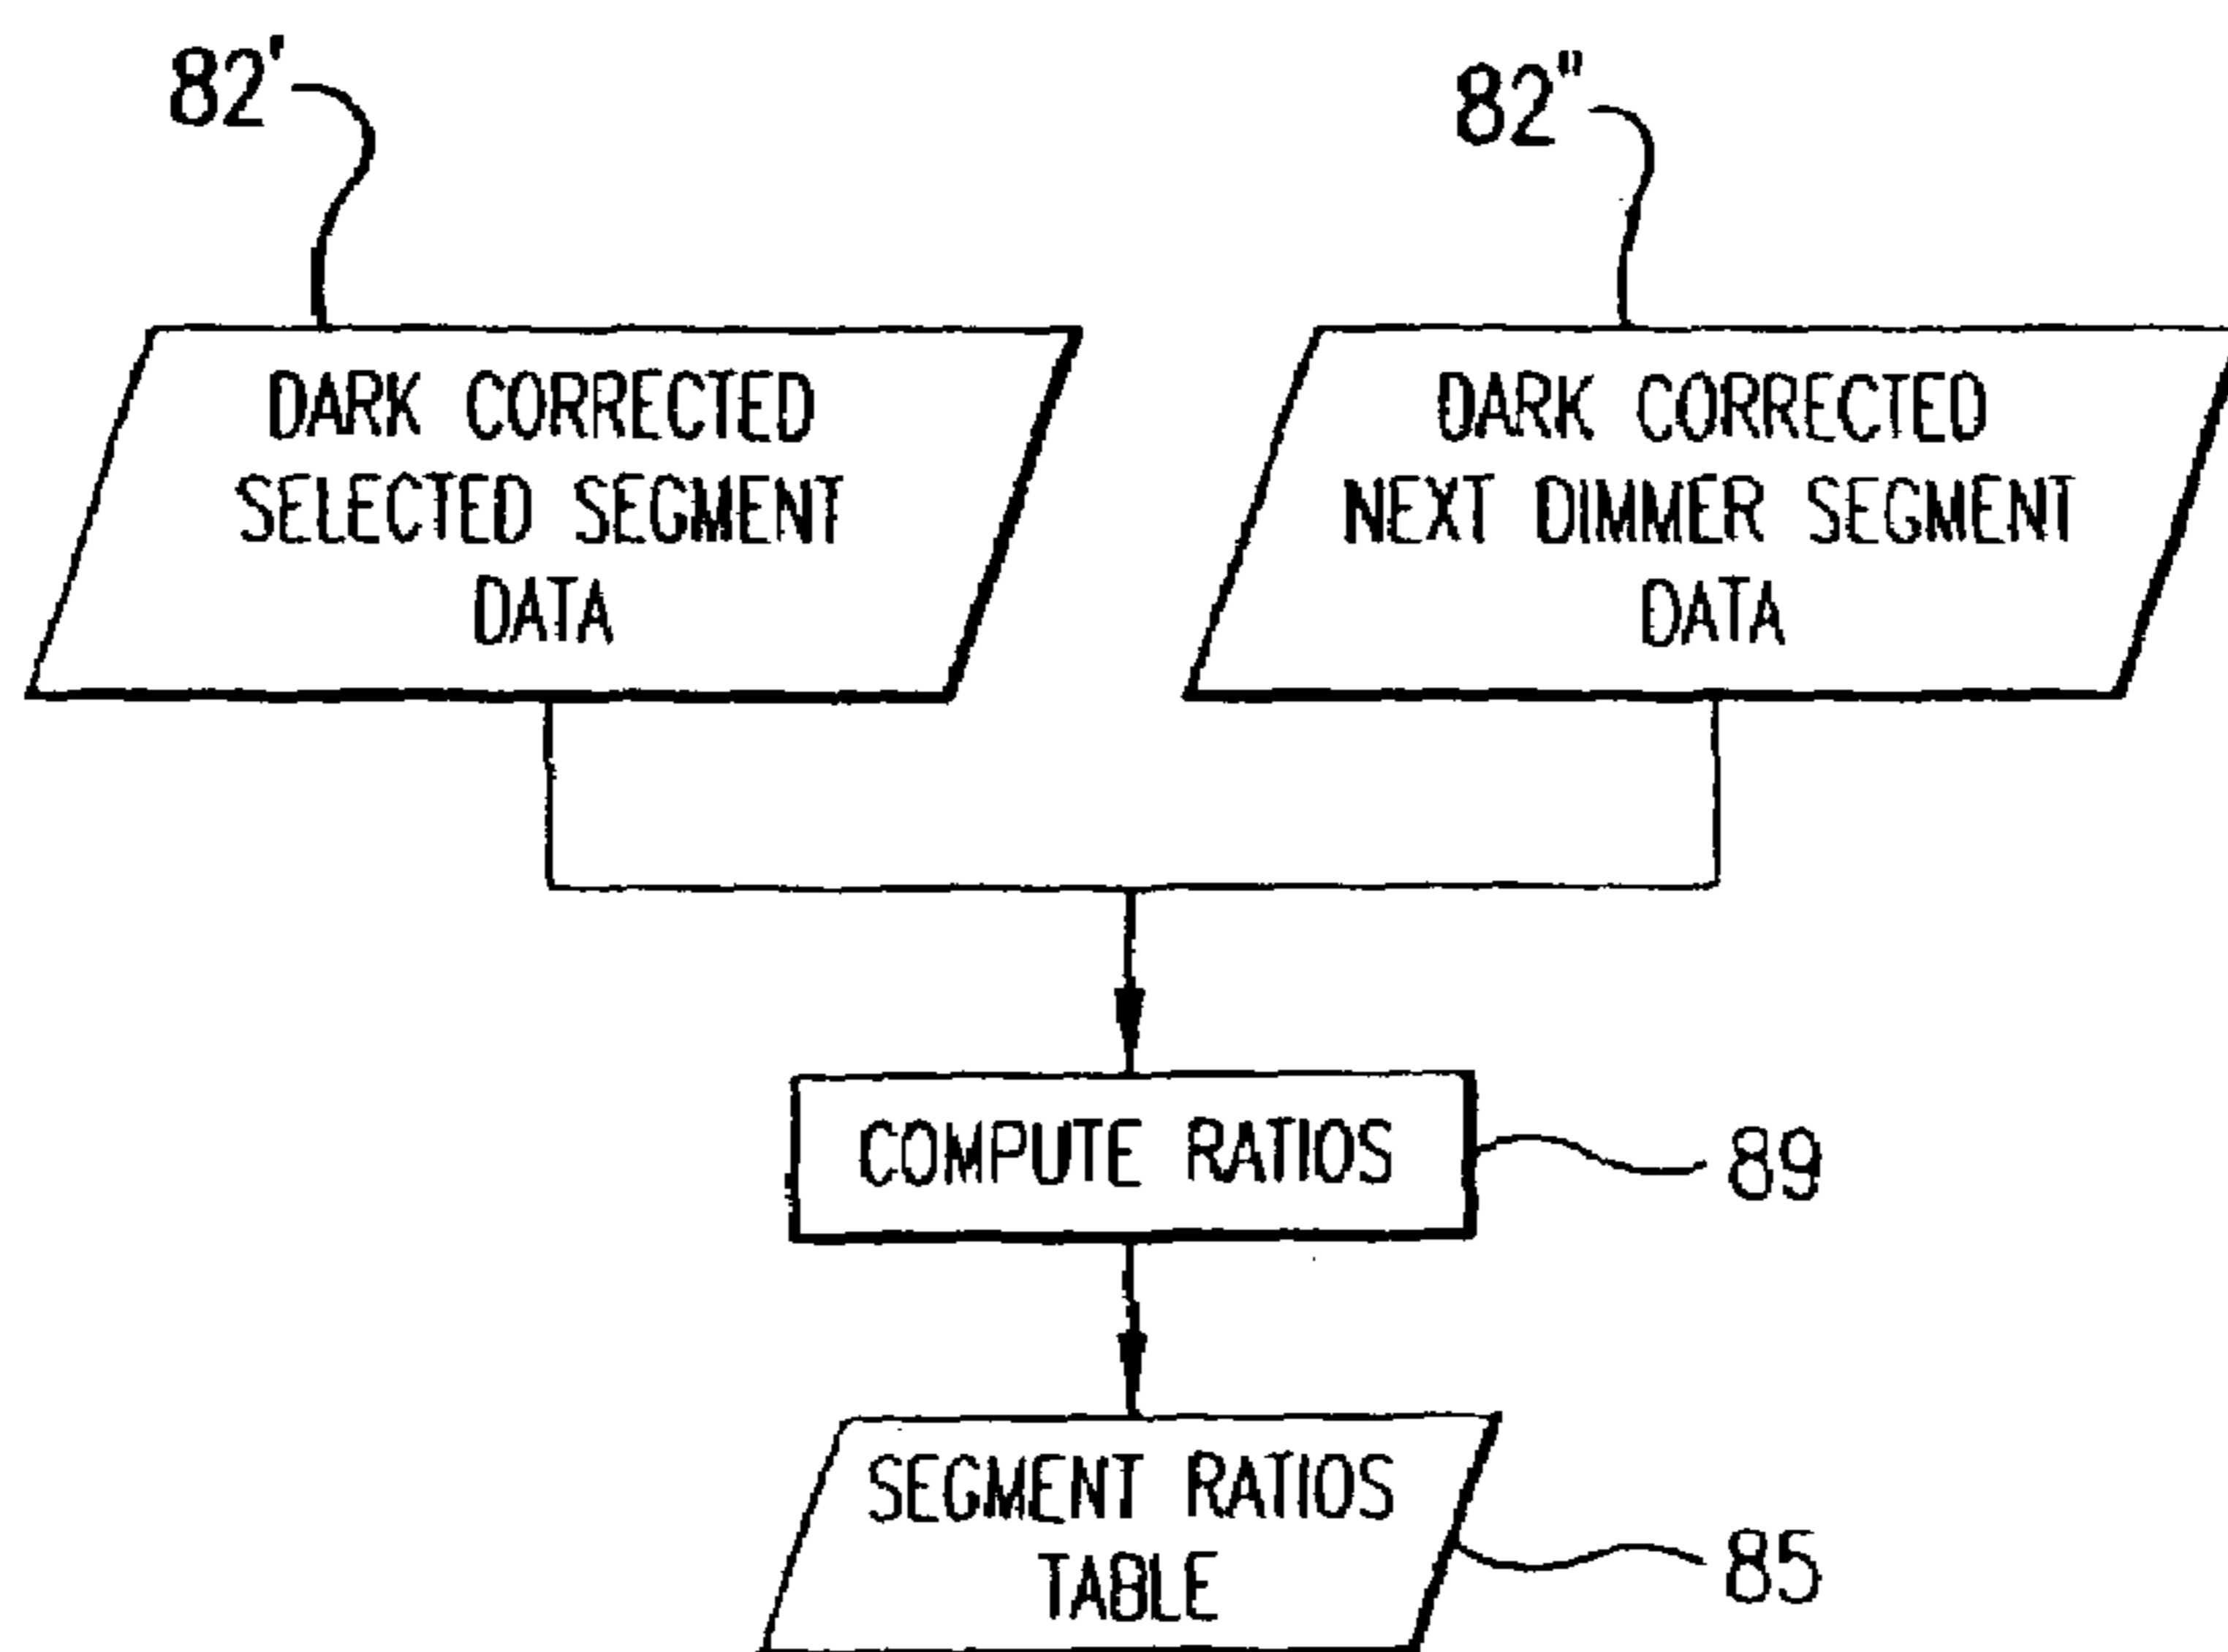 82'
82"
DARK CORRECTED
SELECTED SEGMENT
DATA
DARK CORRECTED
NEXT DIMMER SEGMENT
DATA
COMPUTE RATIOS
89
SEGMENT RATIOS
TABLE
85